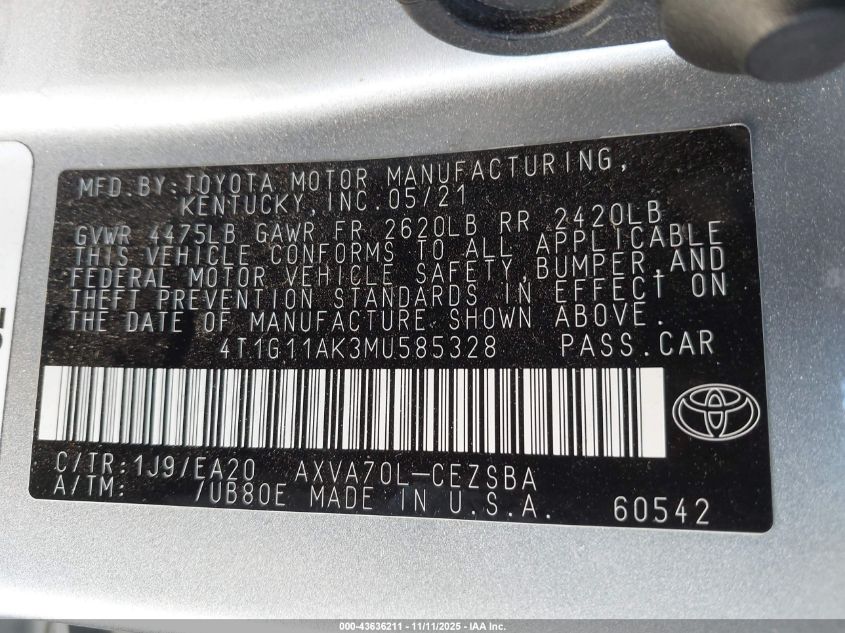 MFD.BY:TOYOTA MOTOR MANUFACTURING,
KENTUCKY,INC.05/21
GVWR 4475LB GAWR FR 2620LB RR 2420LB
THIS VEHICLE CONFORMS TO ALL APPLICABLE
FEDERAL MOTOR VEHICLE SAFETY,BUMPER,AND
THEFT PREVENTION STANDARDS IN EFFECT ON
THE DATE OF MANUFACTURE SHOWN ABOVE.
4T1G11AK3MU585328 PASS.CAR
C/TR:1J9/EA20 AXVA70L-CEZSBA
A/TM: /UB80E MADE IN U.S.A. 60542
000-43636211 - 11/11/2025 - IAA Inc.